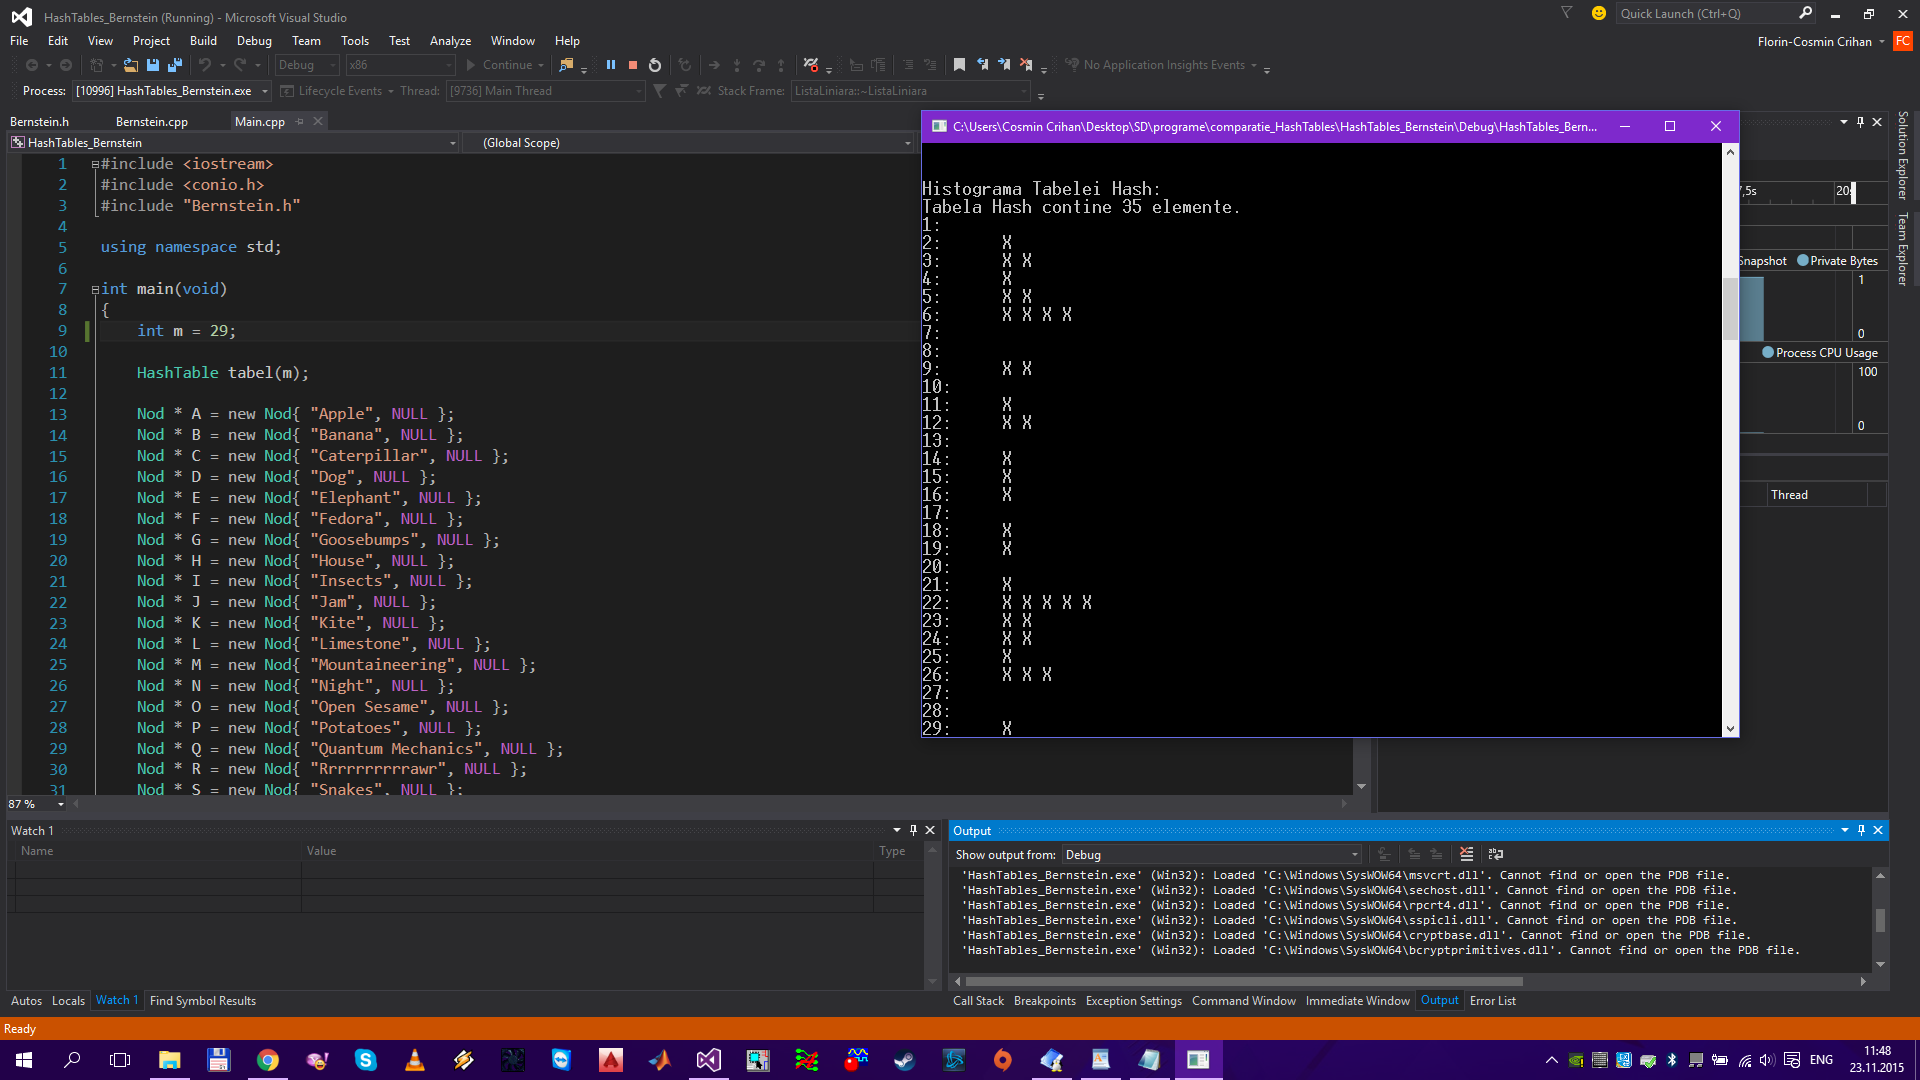 HashTables_Bernstein (Running) - Microsoft Visual Studio
Quick Launch (Ctrl+Q)
File Edit View Project Build Debug Team Tools Test Analyze Window Help
Florin-Cosmin Crihan FC
Debug x86 Continue No Application Insights Events
Process: [10996] HashTables_Bernstein.exe Lifecycle Events Thread: [9736] Main Thread Stack Frame: ListaLiniara::~ListaLiniara
Bernstein.h Bernstein.cpp Main.cpp
HashTables_Bernstein (Global Scope)
1 #include <iostream>
2 #include <conio.h>
3 #include "Bernstein.h"
4
5 using namespace std;
6
7 int main(void)
8 {
9 int m = 29;
10
11 HashTable tabel(m);
12
13 Nod * A = new Nod{ "Apple", NULL };
14 Nod * B = new Nod{ "Banana", NULL };
15 Nod * C = new Nod{ "Caterpillar", NULL };
16 Nod * D = new Nod{ "Dog", NULL };
17 Nod * E = new Nod{ "Elephant", NULL };
18 Nod * F = new Nod{ "Fedora", NULL };
19 Nod * G = new Nod{ "Goosebumps", NULL };
20 Nod * H = new Nod{ "House", NULL };
21 Nod * I = new Nod{ "Insects", NULL };
22 Nod * J = new Nod{ "Jam", NULL };
23 Nod * K = new Nod{ "Kite", NULL };
24 Nod * L = new Nod{ "Limestone", NULL };
25 Nod * M = new Nod{ "Mountaineering", NULL };
26 Nod * N = new Nod{ "Night", NULL };
27 Nod * O = new Nod{ "Open Sesame", NULL };
28 Nod * P = new Nod{ "Potatoes", NULL };
29 Nod * Q = new Nod{ "Quantum Mechanics", NULL };
30 Nod * R = new Nod{ "Rrrrrrrrrrawr", NULL };
31 Nod * S = new Nod{ "Snakes", NULL };
87 %
C:\Users\Cosmin Crihan\Desktop\SD\programe\comparatie_HashTables\HashTables_Bernstein\Debug\HashTables_Bern...
Histograma Tabelei Hash:
Tabela Hash contine 35 elemente.
1:
2: X
3: X X
4: X
5: X X
6: X X X X
7:
8:
9: X X
10:
11: X
12: X X
13:
14: X
15: X
16: X
17:
18: X
19: X
20:
21: X
22: X X X X X
23: X X
24: X X
25: X
26: X X X
27:
28:
29: X
7,5s 20s
Snapshot Private Bytes
1
0
Process CPU Usage
100
0
Thread
Solution Explorer
Team Explorer
Watch 1
Name Value Type
Autos Locals Watch 1 Find Symbol Results
Output
Show output from: Debug
'HashTables_Bernstein.exe' (Win32): Loaded 'C:\Windows\SysWOW64\msvcrt.dll'. Cannot find or open the PDB file.
'HashTables_Bernstein.exe' (Win32): Loaded 'C:\Windows\SysWOW64\sechost.dll'. Cannot find or open the PDB file.
'HashTables_Bernstein.exe' (Win32): Loaded 'C:\Windows\SysWOW64\rpcrt4.dll'. Cannot find or open the PDB file.
'HashTables_Bernstein.exe' (Win32): Loaded 'C:\Windows\SysWOW64\sspicli.dll'. Cannot find or open the PDB file.
'HashTables_Bernstein.exe' (Win32): Loaded 'C:\Windows\SysWOW64\cryptbase.dll'. Cannot find or open the PDB file.
'HashTables_Bernstein.exe' (Win32): Loaded 'C:\Windows\SysWOW64\bcryptprimitives.dll'. Cannot find or open the PDB file.
Call Stack Breakpoints Exception Settings Command Window Immediate Window Output Error List
Ready
ENG
11:48
23.11.2015